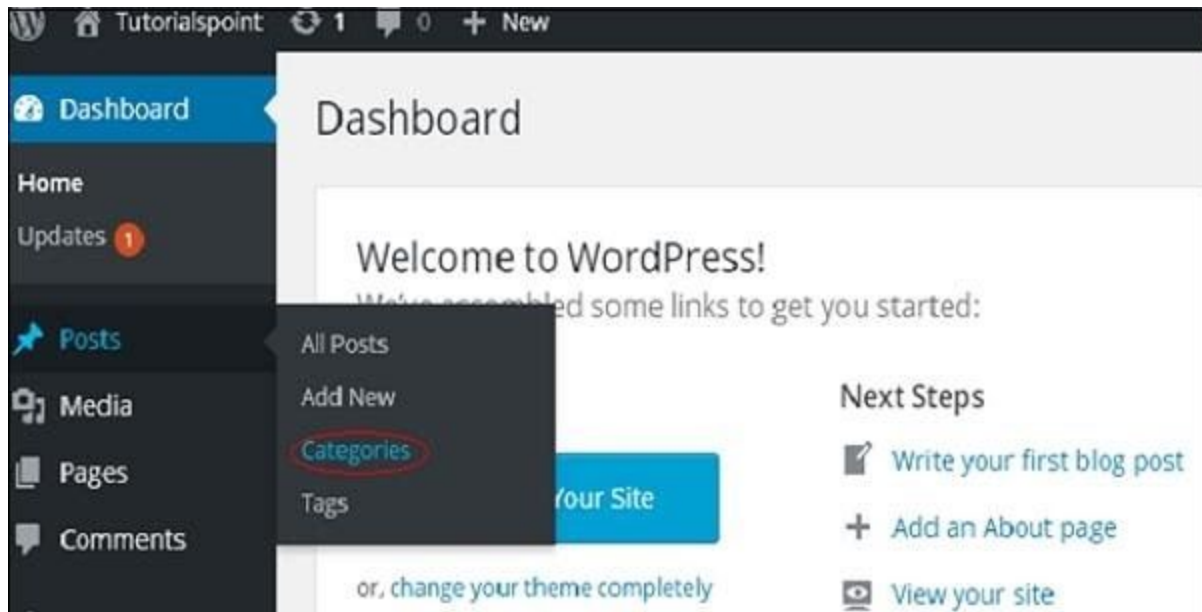 Tutorialspoint 1 0 + New
Dashboard
Home
Updates 1
Posts
Media
Pages
Comments
All Posts
Add New
Categories
Tags
Dashboard
Welcome to WordPress!
ed some links to get you started:
Your Site
or, change your theme completely
Next Steps
Write your first blog post
Add an About page
View your site